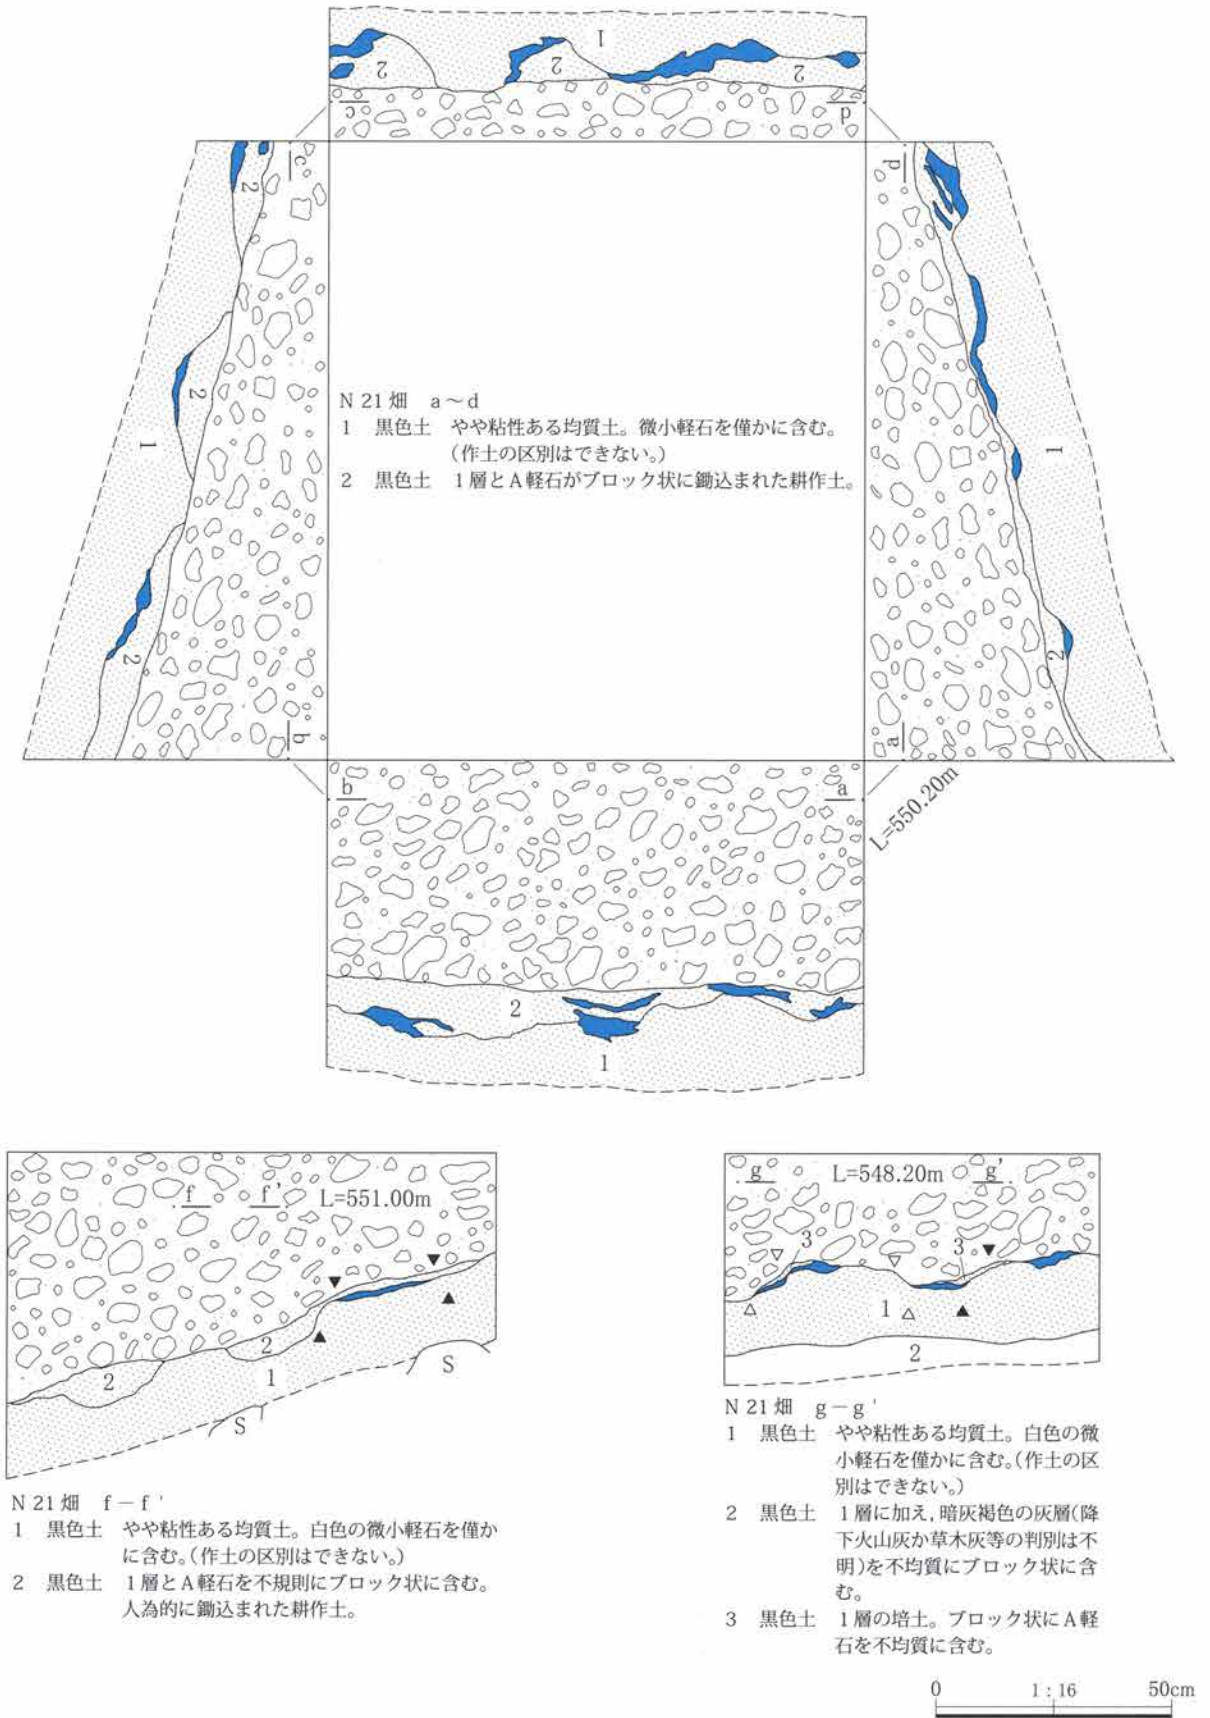 1
2
2
2
c
d
c
2
2
1
2
b
d
1
2
a
N 21 畑 a～d
1 黒色土 やや粘性ある均質土。微小軽石を僅かに含む。
（作土の区別はできない。）
2 黒色土 1層とA軽石がブロック状に鋤込まれた耕作土。
b
a
L=550.20m
2
1
f f' L=551.00m
2
2
1
S
S
N 21 畑 f－f'
1 黒色土 やや粘性ある均質土。白色の微小軽石を僅か
に含む。（作土の区別はできない。）
2 黒色土 1層とA軽石を不規則にブロック状に含む。
人為的に鋤込まれた耕作土。
g L=548.20m g'
3
3
1
2
N 21 畑 g－g'
1 黒色土 やや粘性ある均質土。白色の微
小軽石を僅かに含む。（作土の区
別はできない。）
2 黒色土 1層に加え，暗灰褐色の灰層（降
下火山灰か草木灰等の判別は不
明）を不均質にブロック状に含
む。
3 黒色土 1層の培土。ブロック状にA軽
石を不均質に含む。
0 1：16 50cm